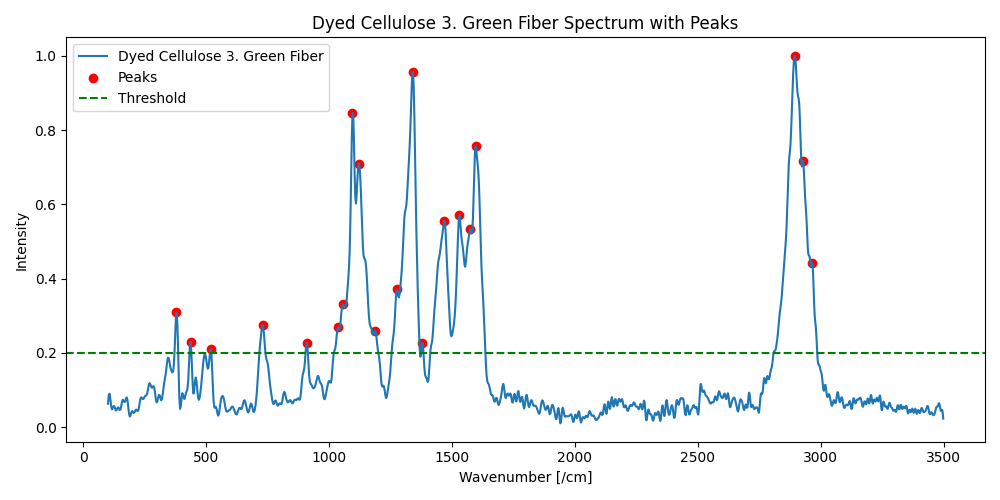 Dyed Cellulose 3. Green Fiber Spectrum with Peaks
Dyed Cellulose 3. Green Fiber
Peaks
Threshold
1.0
0.8
0.6
0.4
0.2
0.0
Intensity
0 500 1000 1500 2000 2500 3000 3500
Wavenumber [/cm]